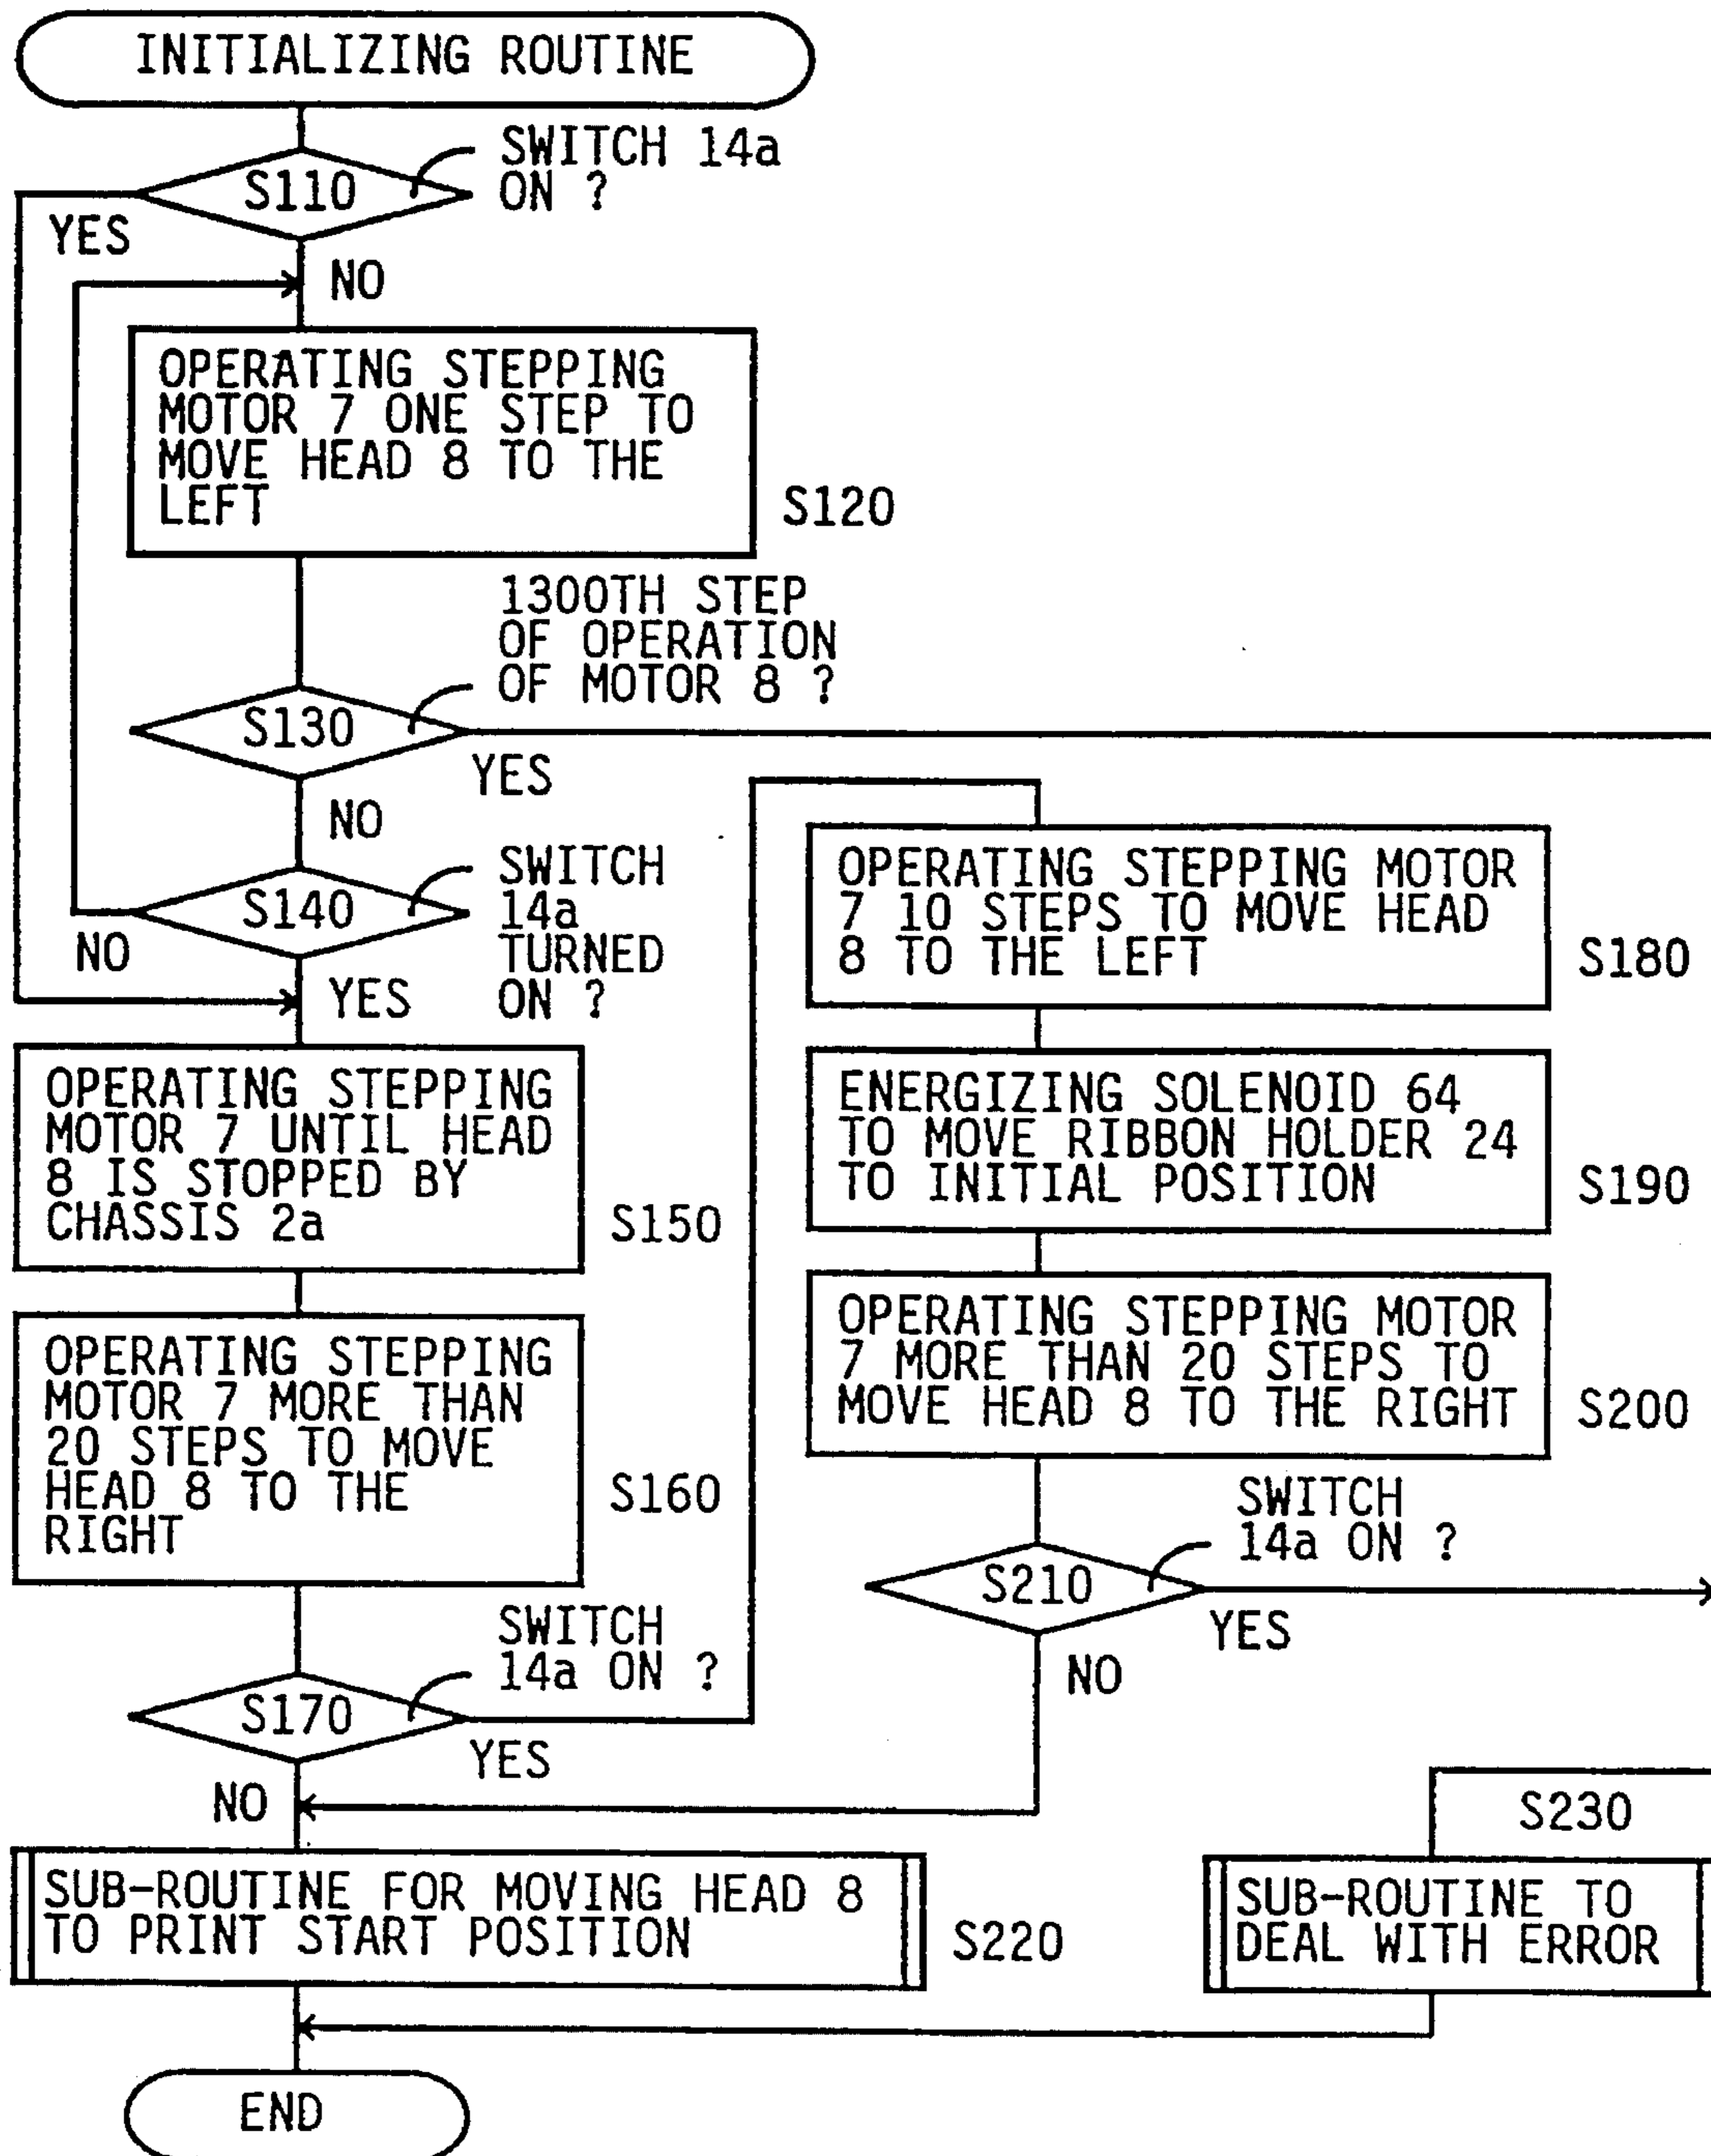 INITIALIZING ROUTINE
S110
SWITCH 14a
ON ?
YES
NO
OPERATING STEPPING
MOTOR 7 ONE STEP TO
MOVE HEAD 8 TO THE
LEFT
S120
1300TH STEP
OF OPERATION
OF MOTOR 8 ?
S130
YES
NO
S140
SWITCH
14a
TURNED
ON ?
NO
YES
OPERATING STEPPING
MOTOR 7 UNTIL HEAD
8 IS STOPPED BY
CHASSIS 2a
S150
OPERATING STEPPING
MOTOR 7 MORE THAN
20 STEPS TO MOVE
HEAD 8 TO THE
RIGHT
S160
SWITCH
14a ON ?
S170
YES
NO
OPERATING STEPPING MOTOR
7 10 STEPS TO MOVE HEAD
8 TO THE LEFT
S180
ENERGIZING SOLENOID 64
TO MOVE RIBBON HOLDER 24
TO INITIAL POSITION
S190
OPERATING STEPPING MOTOR
7 MORE THAN 20 STEPS TO
MOVE HEAD 8 TO THE RIGHT
S200
SWITCH
14a ON ?
S210
YES
NO
SUB-ROUTINE FOR MOVING HEAD 8
TO PRINT START POSITION
S220
S230
SUB-ROUTINE TO
DEAL WITH ERROR
END